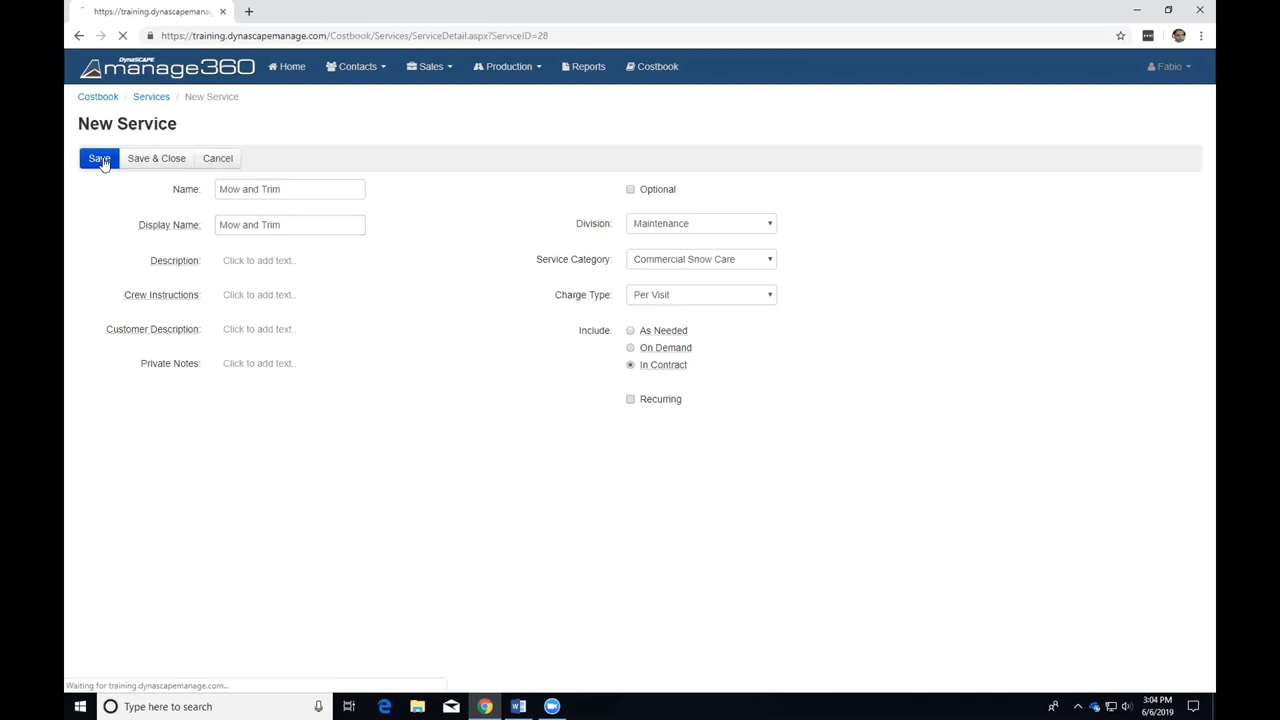 https://training.dynascapemanag...
https://training.dynascapemanage.com/Costbook/Services/ServiceDetail.aspx?ServiceID=28
DynaSCAPE
manage360
Home
Contacts
Sales
Production
Reports
Costbook
Fabio
Costbook / Services / New Service
New Service
Save
Save & Close
Cancel
Name: Mow and Trim
Optional
Display Name: Mow and Trim
Division: Maintenance
Description: Click to add text..
Service Category: Commercial Snow Care
Crew Instructions: Click to add text..
Charge Type: Per Visit
Customer Description: Click to add text..
Include: As Needed
On Demand
Private Notes: Click to add text..
In Contract
Recurring
Waiting for training.dynascapemanage.com...
Type here to search
3:04 PM
6/6/2019